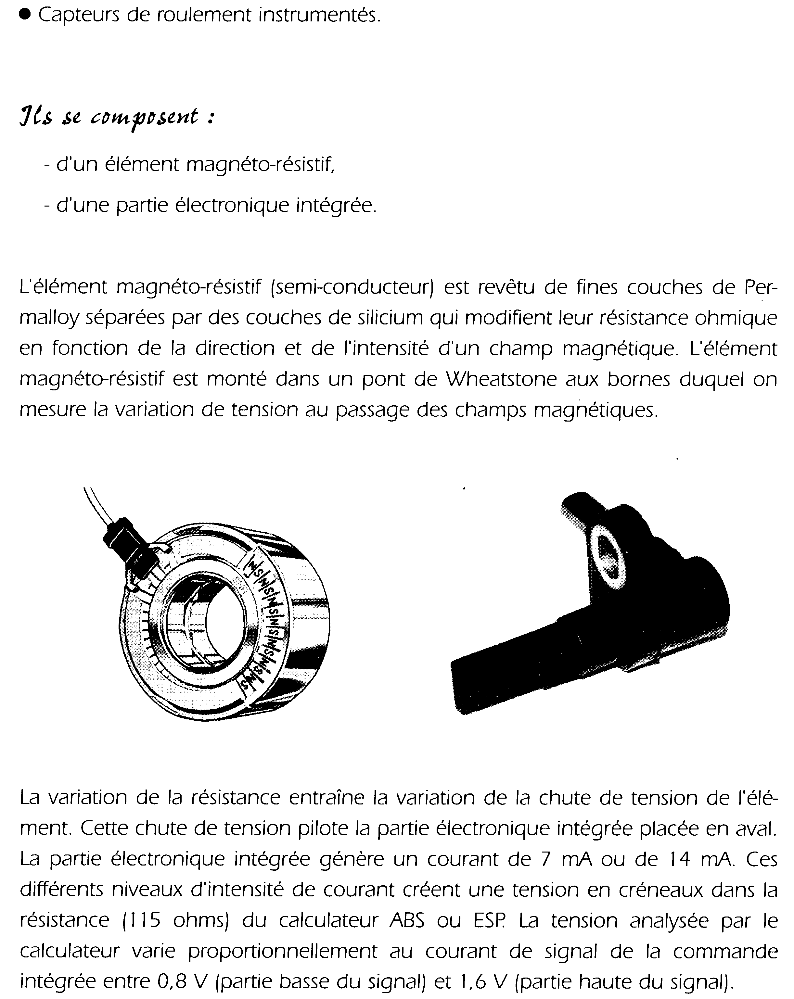 ● Capteurs de roulement instrumentés.
Ils se composent :
- d'un élément magnéto-résistif,
- d'une partie électronique intégrée.
L'élément magnéto-résistif (semi-conducteur) est revêtu de fines couches de Per-
malloy séparées par des couches de silicium qui modifient leur résistance ohmique
en fonction de la direction et de l'intensité d'un champ magnétique. L'élément
magnéto-résistif est monté dans un pont de Wheatstone aux bornes duquel on
mesure la variation de tension au passage des champs magnétiques.
SNR
N|S|N|S|N|S|N|S|N|S|N|S|N|S
La variation de la résistance entraîne la variation de la chute de tension de l'élé-
ment. Cette chute de tension pilote la partie électronique intégrée placée en aval.
La partie électronique intégrée génère un courant de 7 mA ou de 14 mA. Ces
différents niveaux d'intensité de courant créent une tension en créneaux dans la
résistance (115 ohms) du calculateur ABS ou ESP. La tension analysée par le
calculateur varie proportionnellement au courant de signal de la commande
intégrée entre 0,8 V (partie basse du signal) et 1,6 V (partie haute du signal).